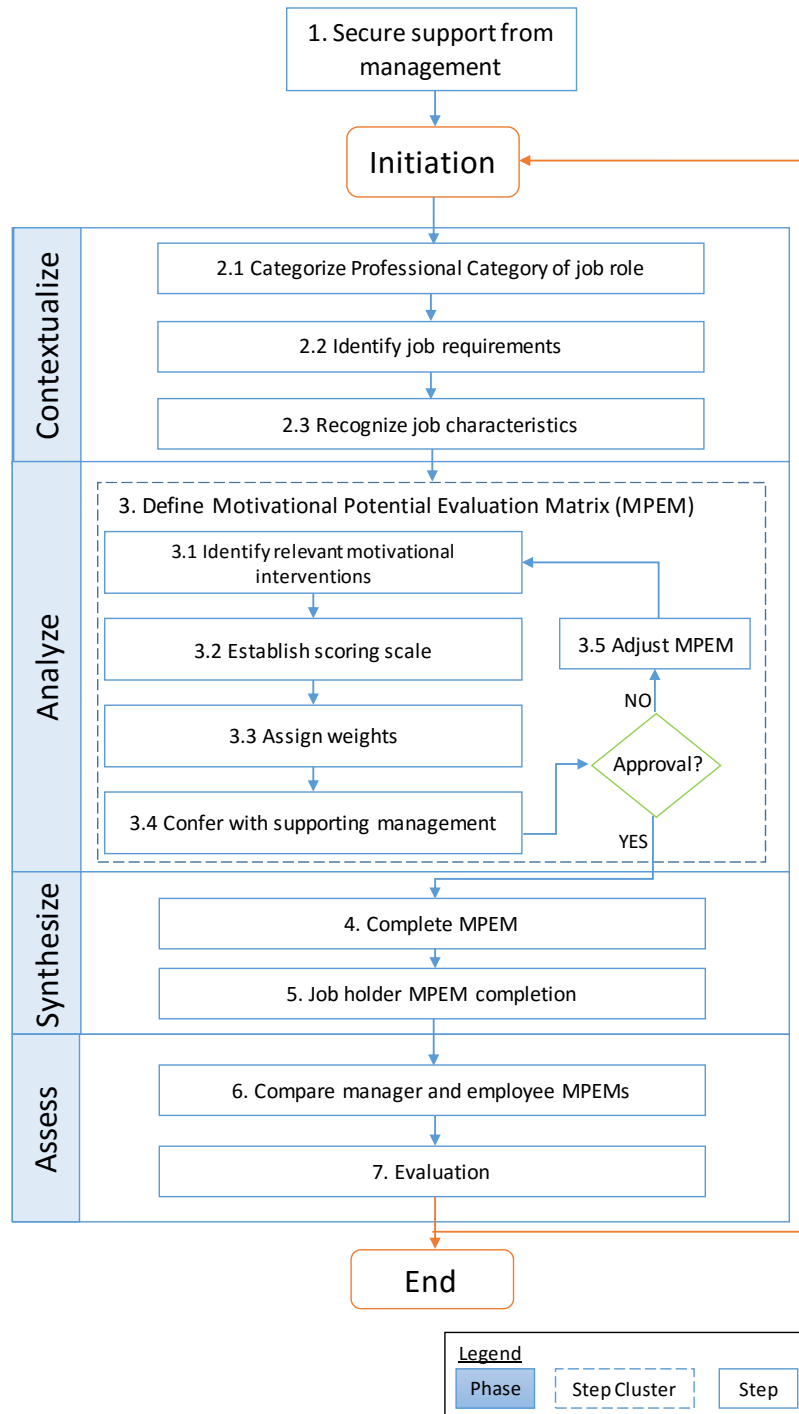 1. Secure support from
management
Initiation
Contextualize
2.1 Categorize Professional Category of job role
2.2 Identify job requirements
2.3 Recognize job characteristics
Analyze
3. Define Motivational Potential Evaluation Matrix (MPEM)
3.1 Identify relevant motivational
interventions
3.2 Establish scoring scale
3.5 Adjust MPEM
NO
3.3 Assign weights
Approval?
3.4 Confer with supporting management
YES
Synthesize
4. Complete MPEM
5. Job holder MPEM completion
Assess
6. Compare manager and employee MPEMs
7. Evaluation
End
Legend
Phase
Step Cluster
Step